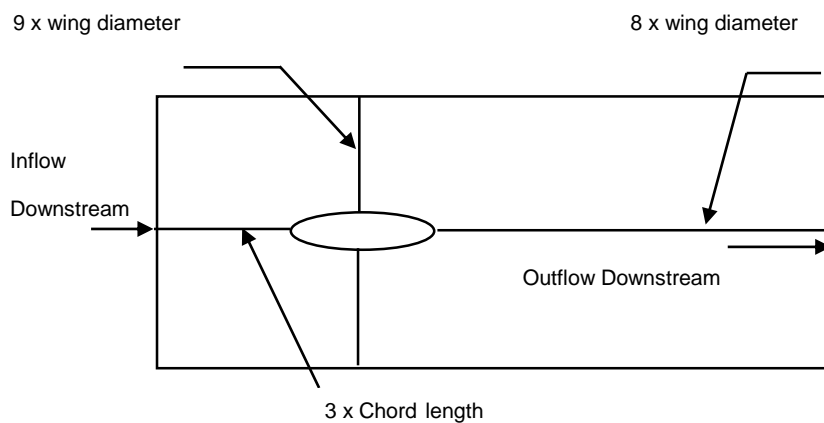 9 x wing diameter
8 x wing diameter
Inflow
Downstream
Outflow Downstream
3 x Chord length